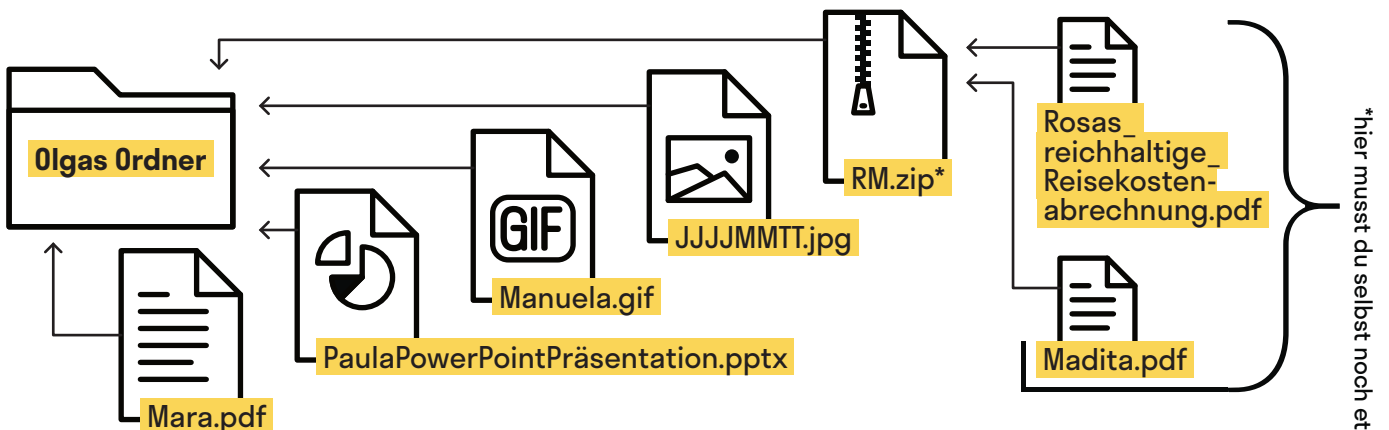 Olgas Ordner
Mara.pdf
PaulaPowerPointPräsentation.pptx
GIF
Manuela.gif
JJJJMMTT.jpg
RM.zip*
Rosas_
reichhaltige_
Reisekosten-
abrechnung.pdf
Madita.pdf
*hier musst du selbst noch et